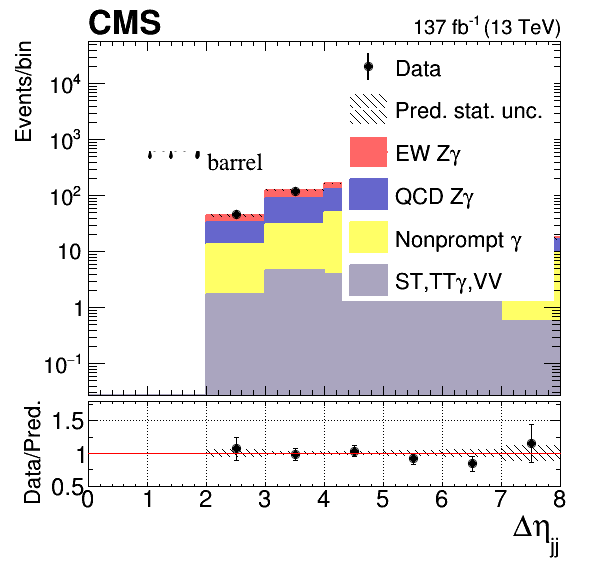 CMS
137 fb⁻¹ (13 TeV)
Events/bin
10⁴
10³
10²
10
1
10⁻¹
Data
Pred. stat. unc.
EW Zγ
QCD Zγ
Nonprompt γ
ST,TTγ,VV
barrel
Data/Pred.
1.5
1
0.5
0 1 2 3 4 5 6 7 8
Δη_jj